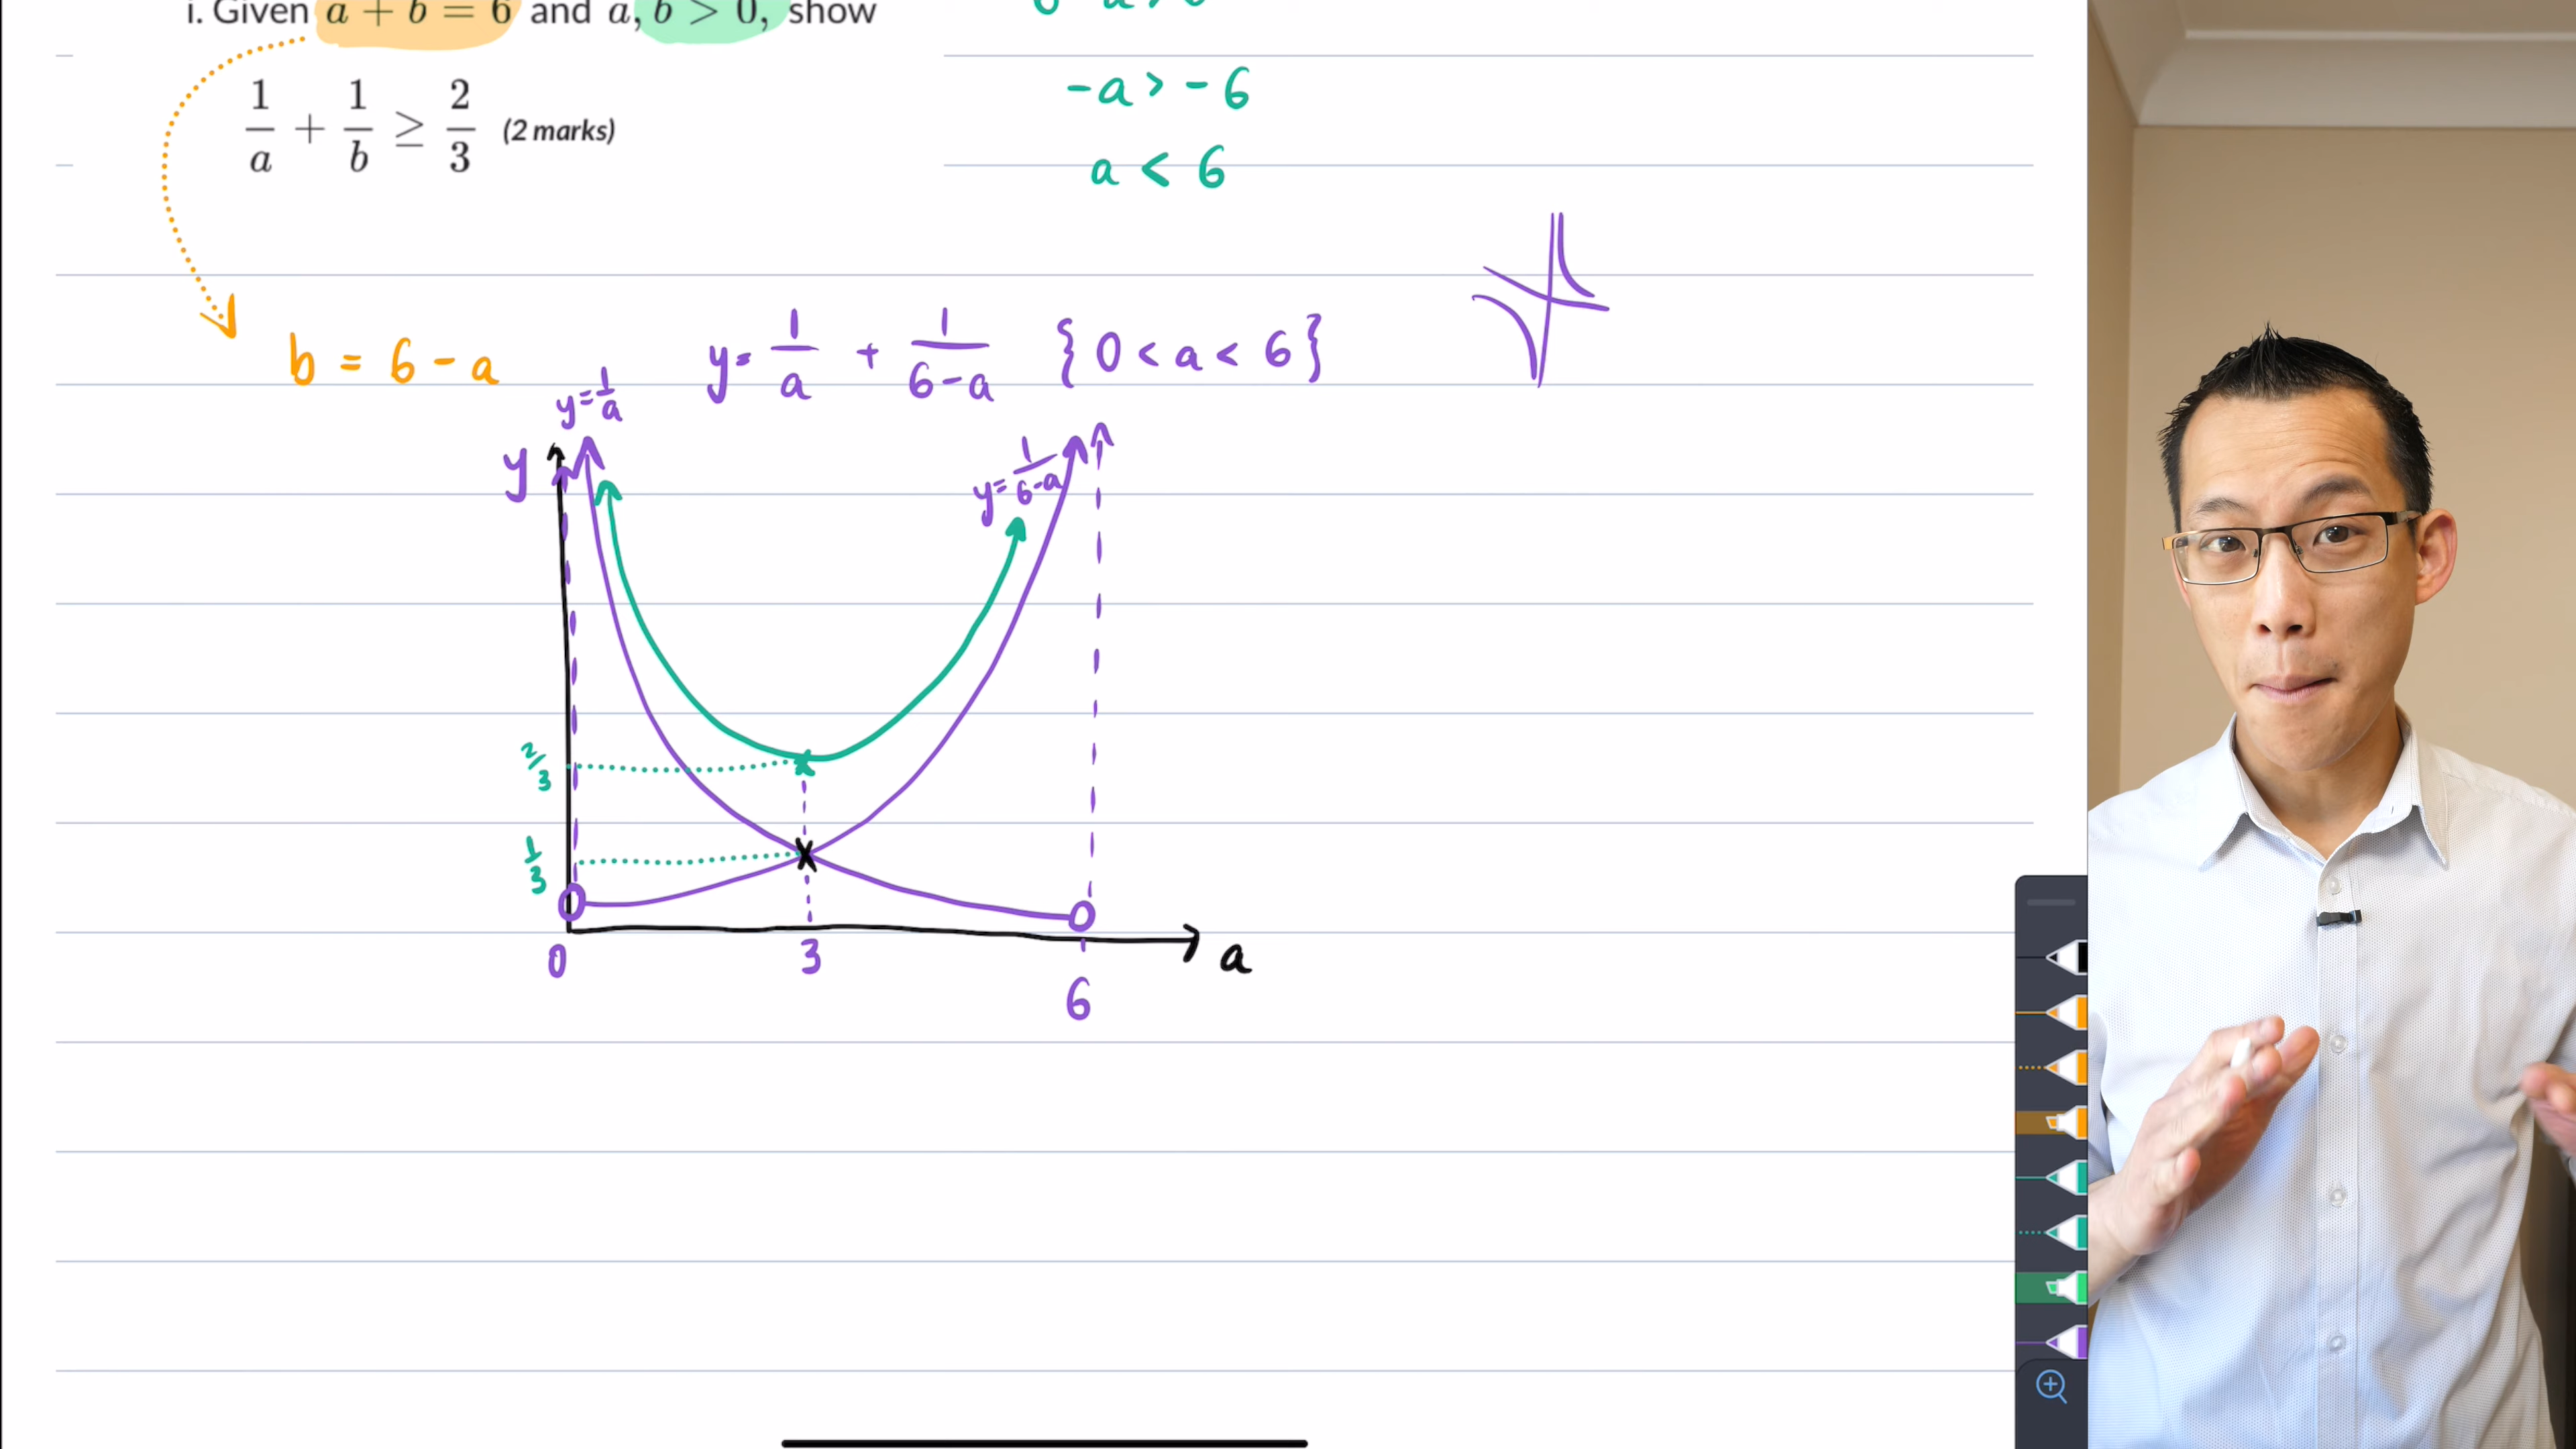 i. Given a + b = 6 and a, b > 0, show
1/a + 1/b ≥ 2/3 (2 marks)
-a > -6
a < 6
b = 6 - a
y = 1/a + 1/(6-a) {0 < a < 6}
y = 1/a
y = 1/(6-a)
y
2/3
1/3
0
3
6
a